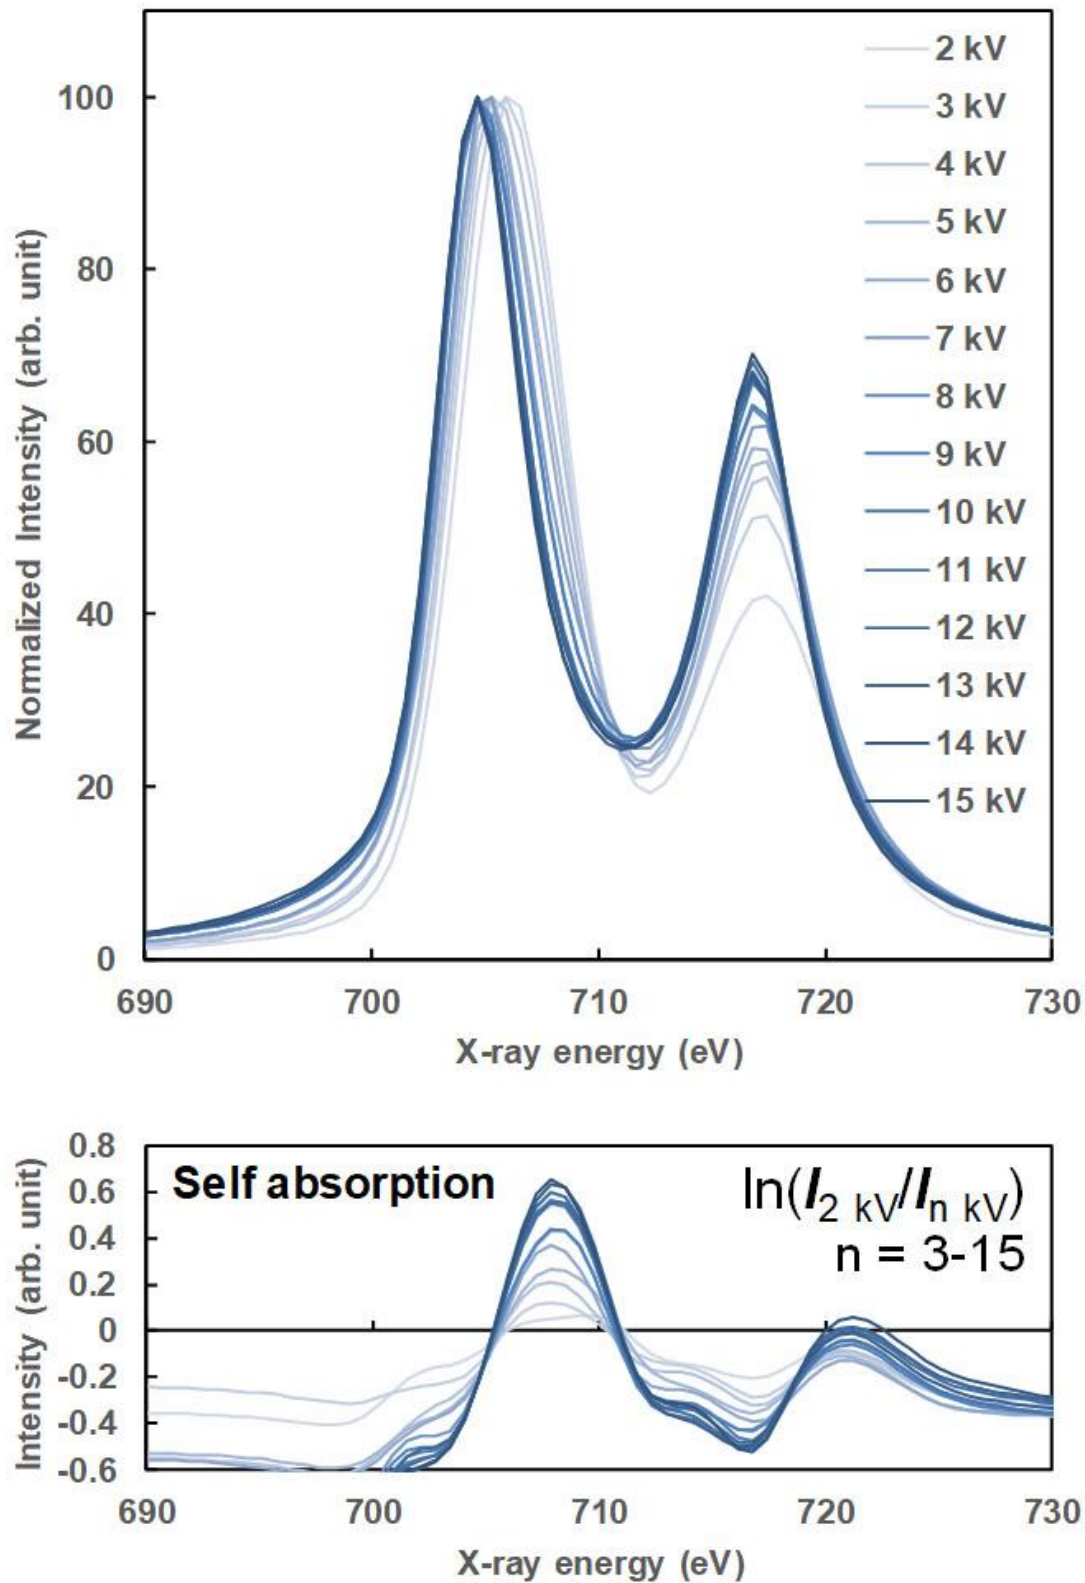 2 kV
3 kV
4 kV
5 kV
6 kV
7 kV
8 kV
9 kV
10 kV
11 kV
12 kV
13 kV
14 kV
15 kV
100
80
60
40
20
0
Normalized Intensity (arb. unit)
690 700 710 720 730
X-ray energy (eV)
Self absorption
ln(I2 kV/In kV)
n = 3-15
0.8
0.6
0.4
0.2
0
-0.2
-0.4
-0.6
Intensity (arb. unit)
690 700 710 720 730
X-ray energy (eV)